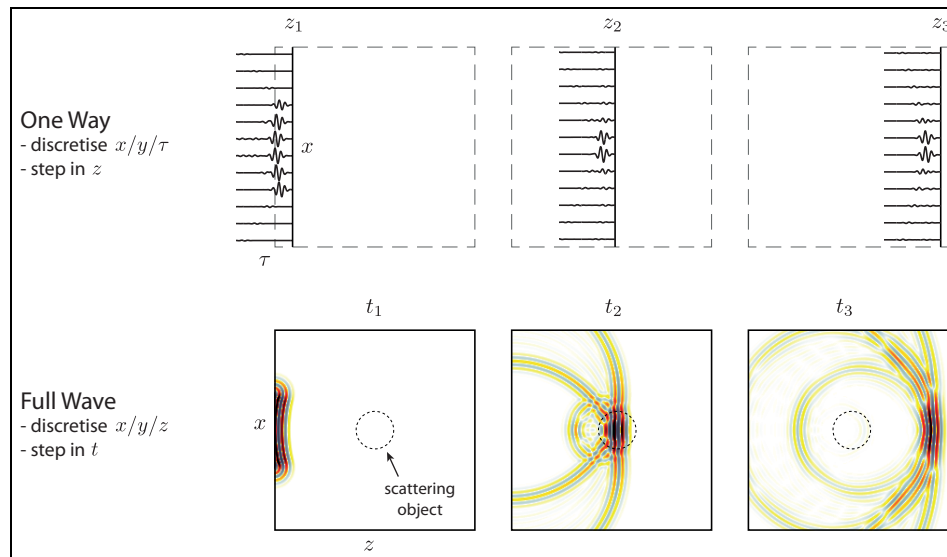 z₁ z₂ z₃
One Way
- discretise x/y/τ
- step in z
x
τ
t₁ t₂ t₃
Full Wave
- discretise x/y/z
- step in t
x
scattering
object
z